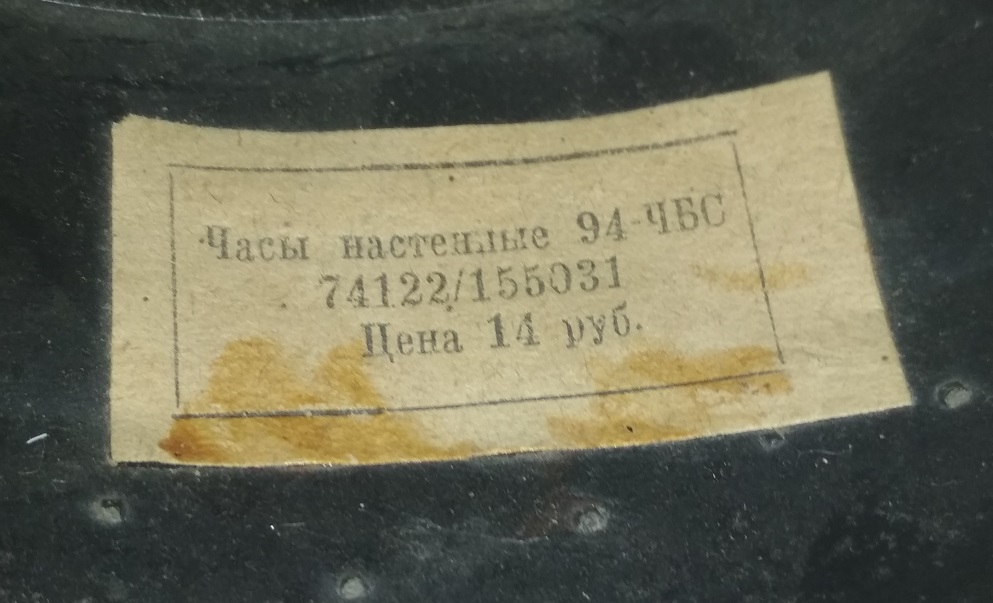 Часы настенные 94-ЧБС
74122/155031
Цена 14 руб.